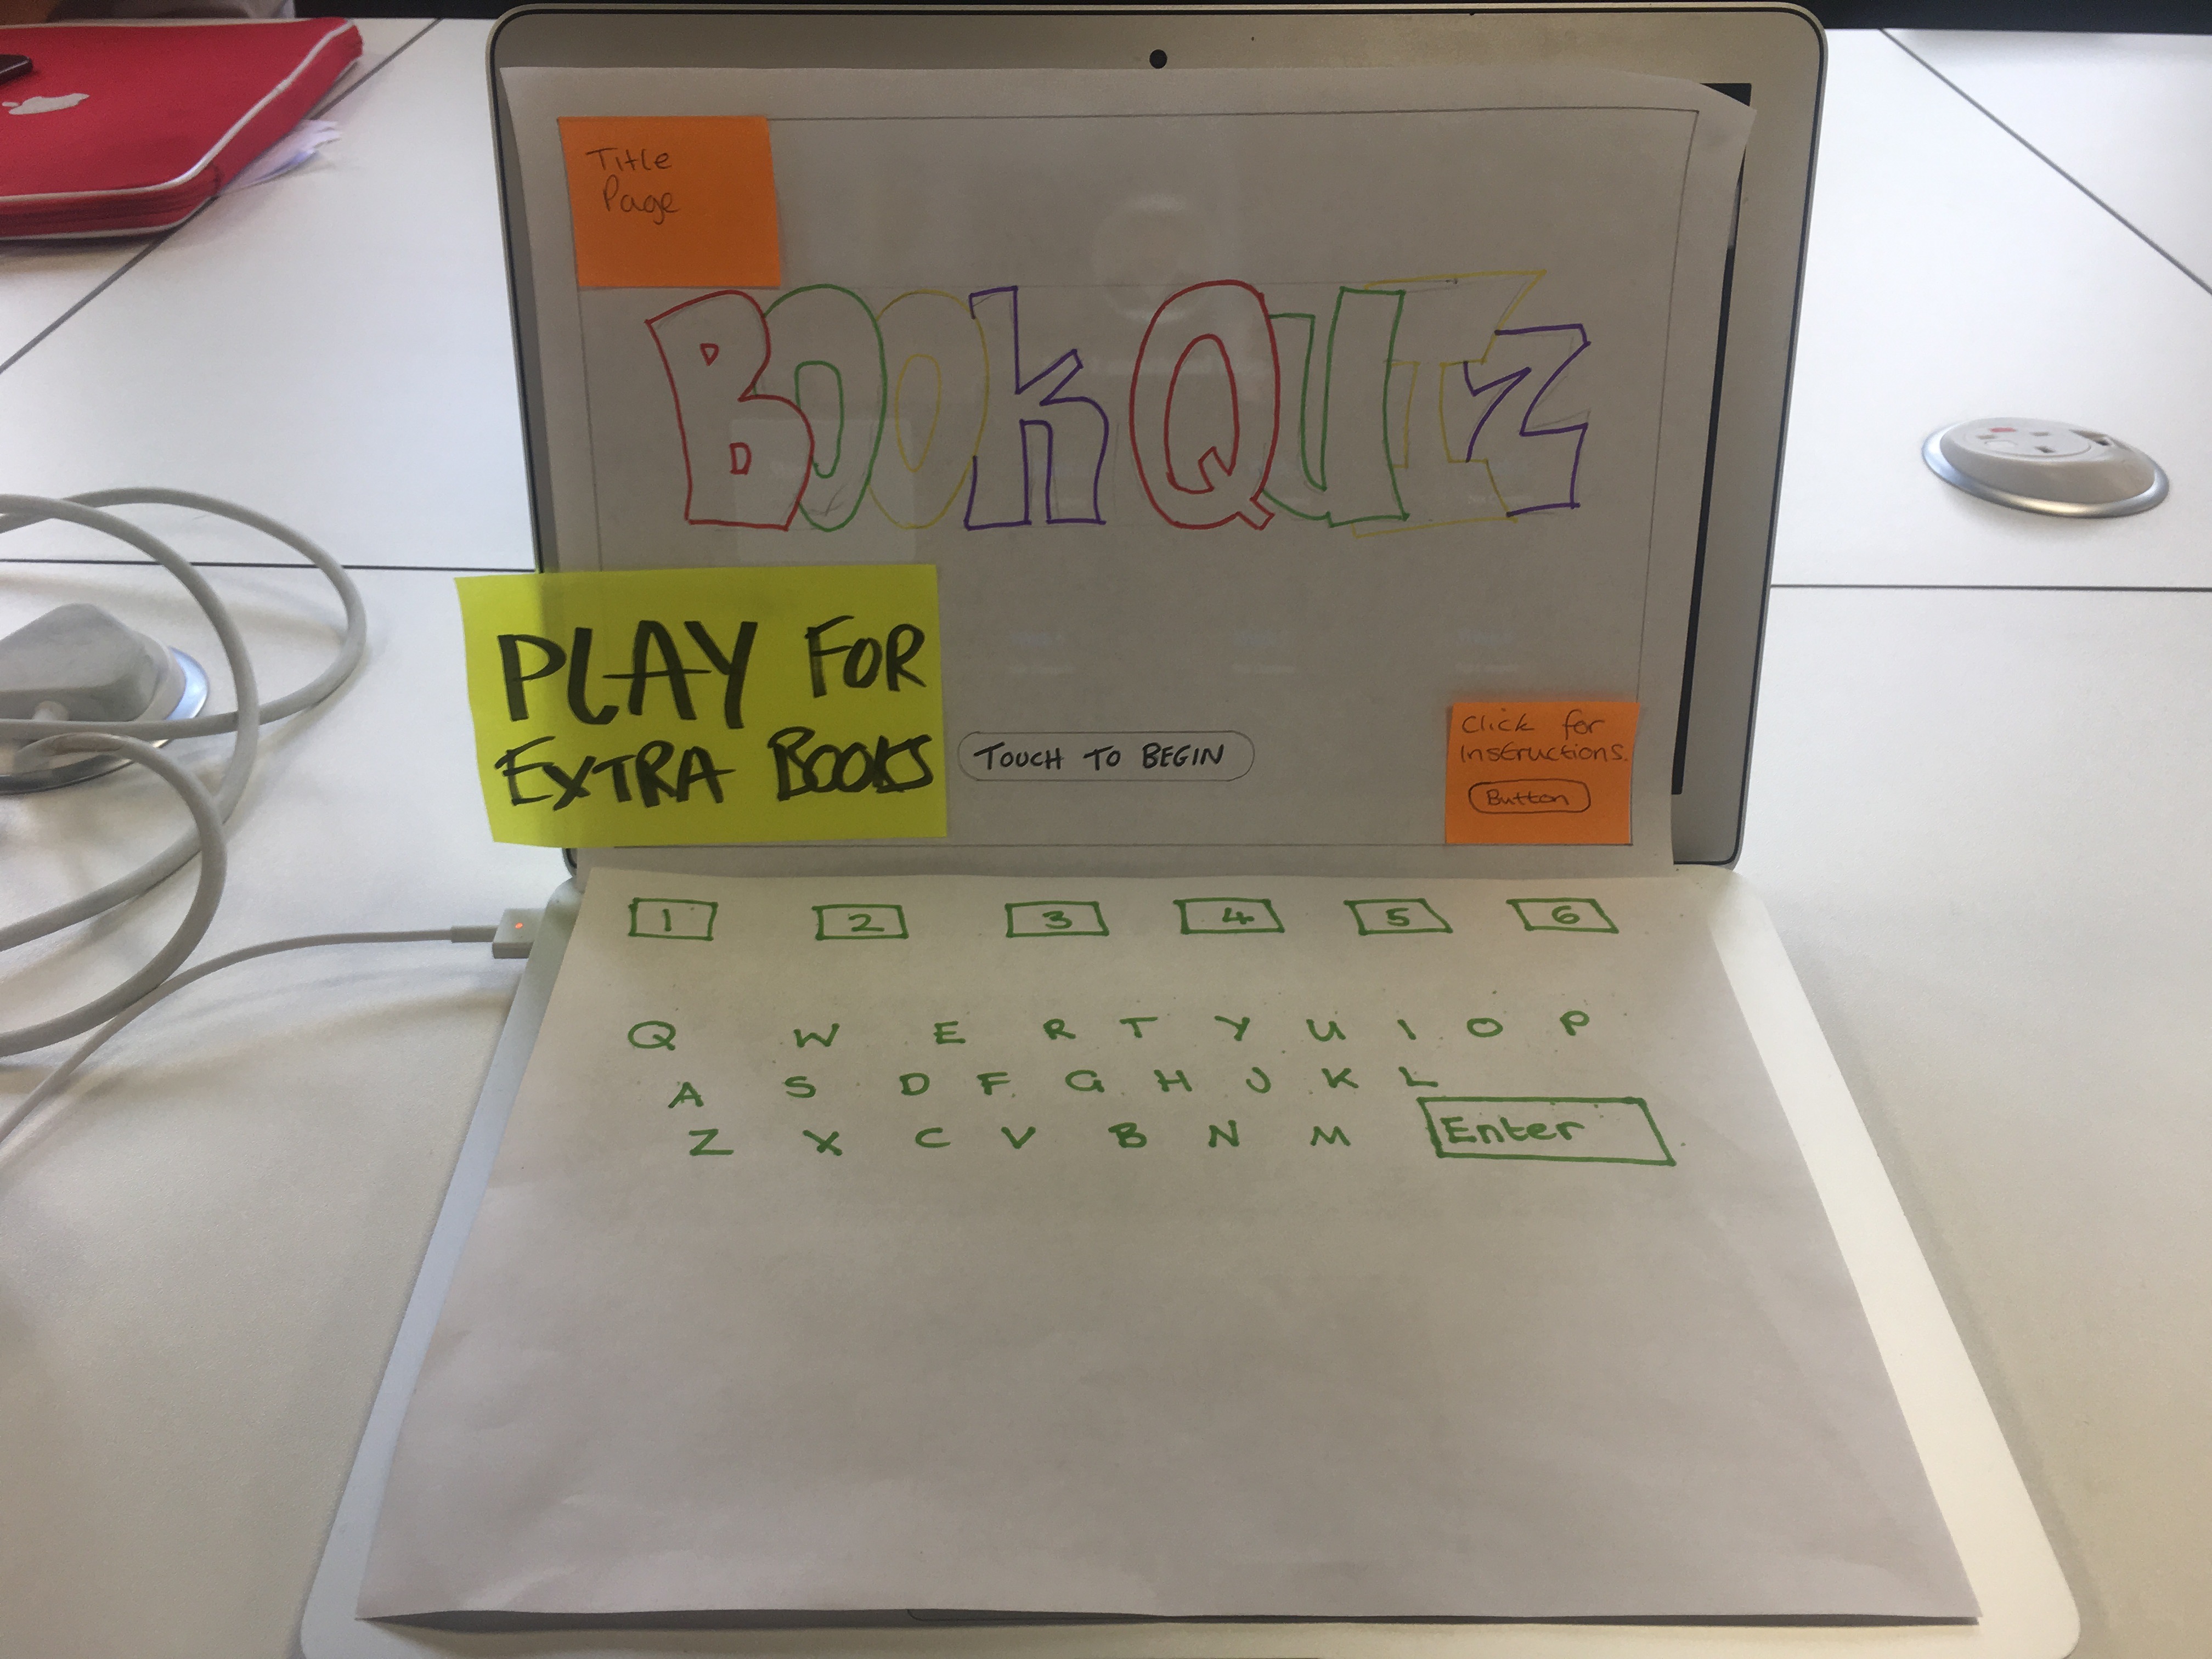 Title
Page
BOOK QUIZ
PLAY FOR
EXTRA BOOKS
TOUCH TO BEGIN
Click for
Instructions.
Button
1 2 3 4 5 6
Q W E R T Y U I O P
A S D F G H J K L
Z X C V B N M Enter